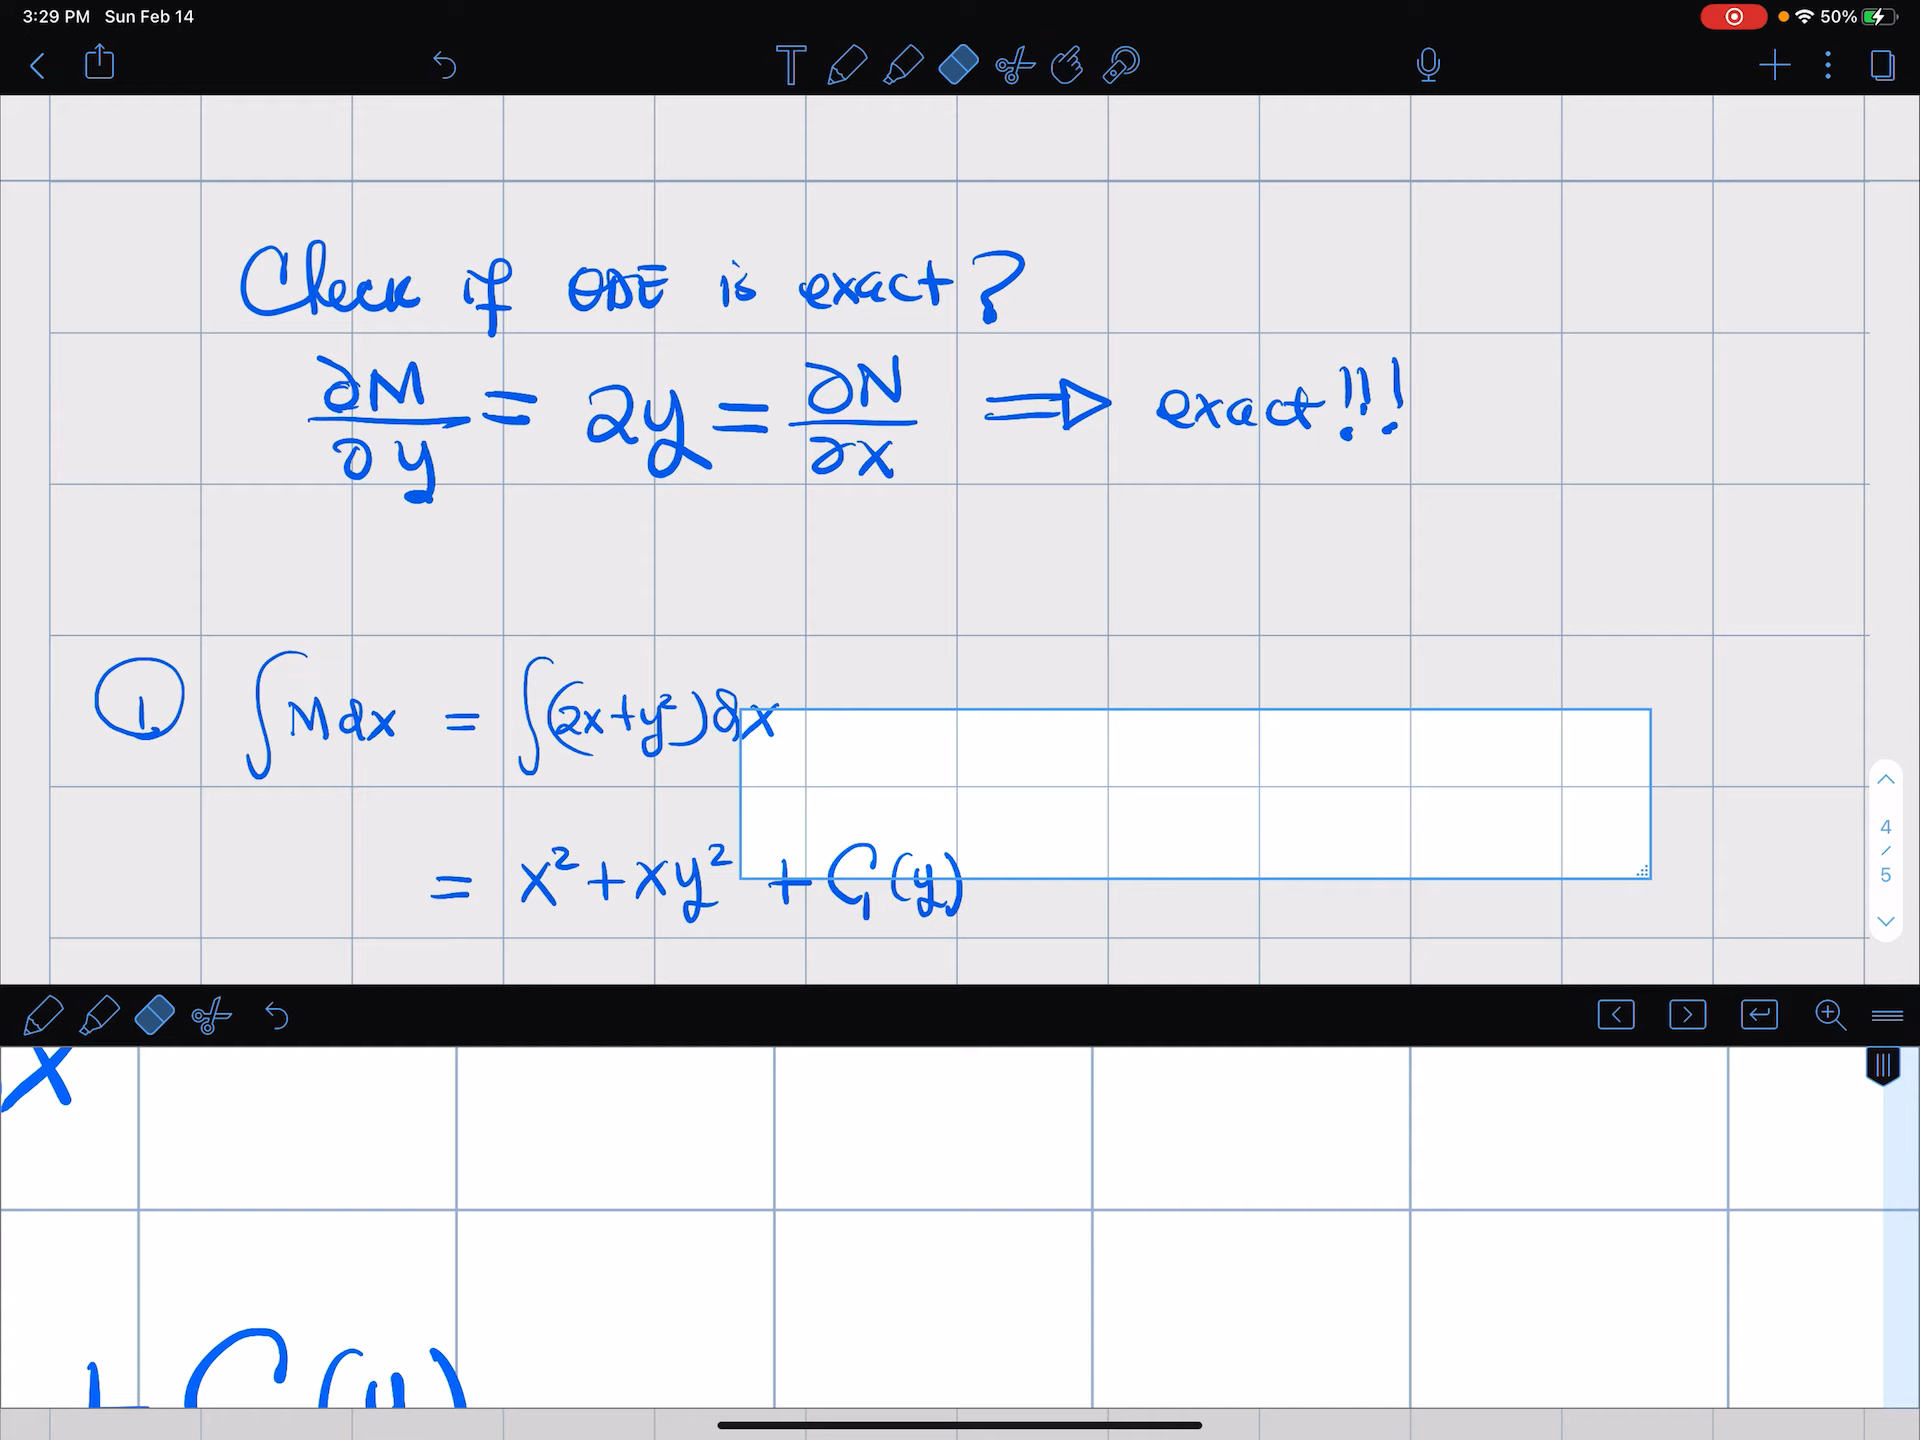 3:29 PM Sun Feb 14
50%
Check if ODE is exact?
∂M/∂y = 2y = ∂N/∂x ⇒ exact!!!
① ∫Mdx = ∫(2x+y²)dx
= x²+xy² + C₁(y)
4
/
5
x
+ C(y)